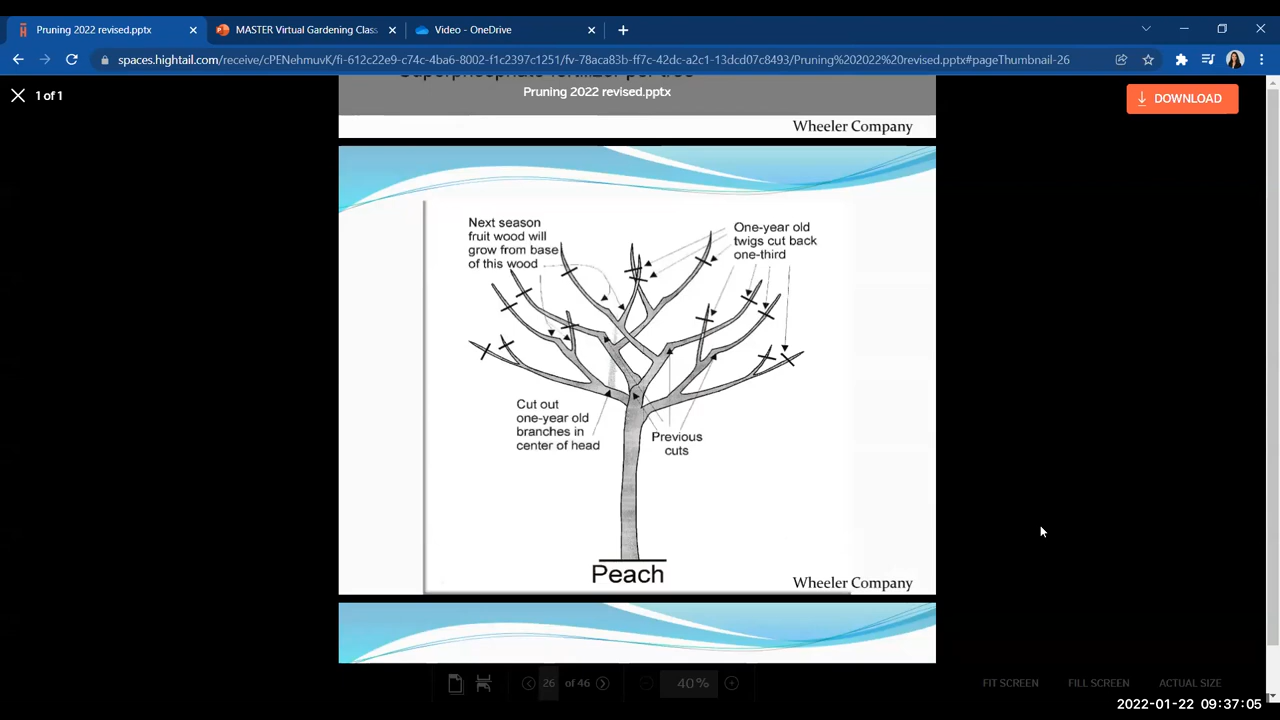 Pruning 2022 revised.pptx
MASTER Virtual Gardening Class
Video - OneDrive
spaces.hightail.com/receive/cPENehmuvK/fi-612c22e9-c74c-4ba6-8002-f1c2397c1251/fv-78aca83b-ff7c-42dc-a2c1-13dcd07c8493/Pruning%202022%20revised.pptx#pageThumbnail-26
1 of 1
Superphosphate fertilizer per tree
Pruning 2022 revised.pptx
DOWNLOAD
Wheeler Company
Next season
fruit wood will
grow from base
of this wood
One-year old
twigs cut back
one-third
Cut out
one-year old
branches in
center of head
Previous
cuts
Peach
Wheeler Company
26 of 46
40%
FIT SCREEN
FILL SCREEN
ACTUAL SIZE
2022-01-22 09:37:05